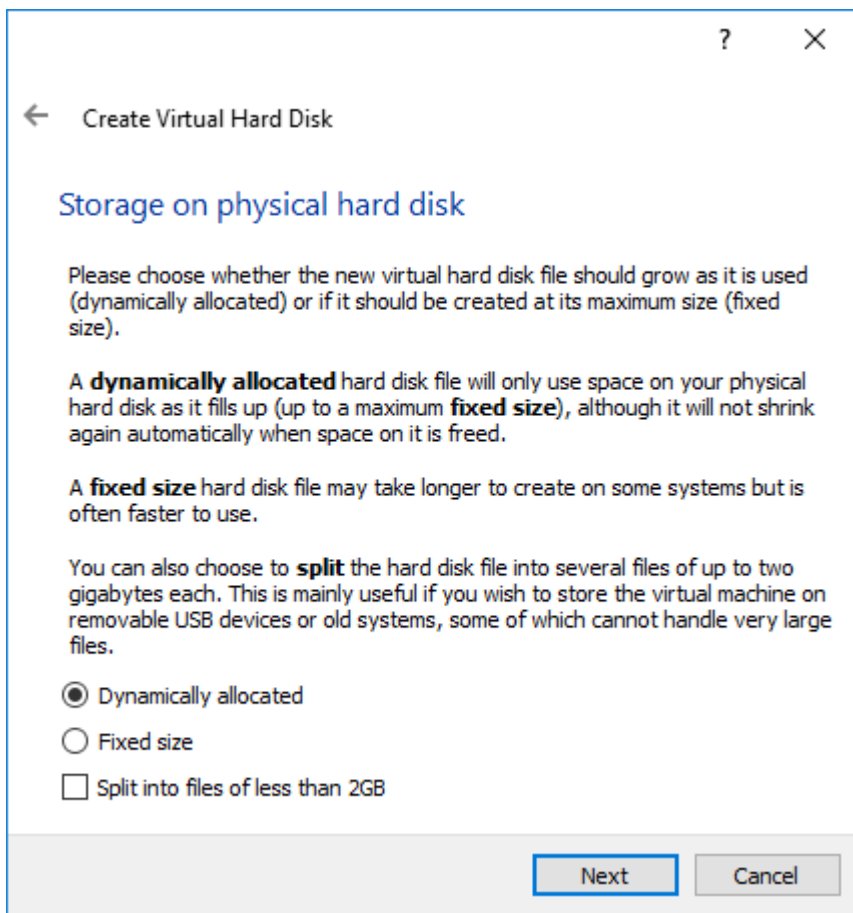 ?
Create Virtual Hard Disk
Storage on physical hard disk
Please choose whether the new virtual hard disk file should grow as it is used
(dynamically allocated) or if it should be created at its maximum size (fixed
size).
A dynamically allocated hard disk file will only use space on your physical
hard disk as it fills up (up to a maximum fixed size), although it will not shrink
again automatically when space on it is freed.
A fixed size hard disk file may take longer to create on some systems but is
often faster to use.
You can also choose to split the hard disk file into several files of up to two
gigabytes each. This is mainly useful if you wish to store the virtual machine on
removable USB devices or old systems, some of which cannot handle very large
files.
Dynamically allocated
Fixed size
Split into files of less than 2GB
Next Cancel